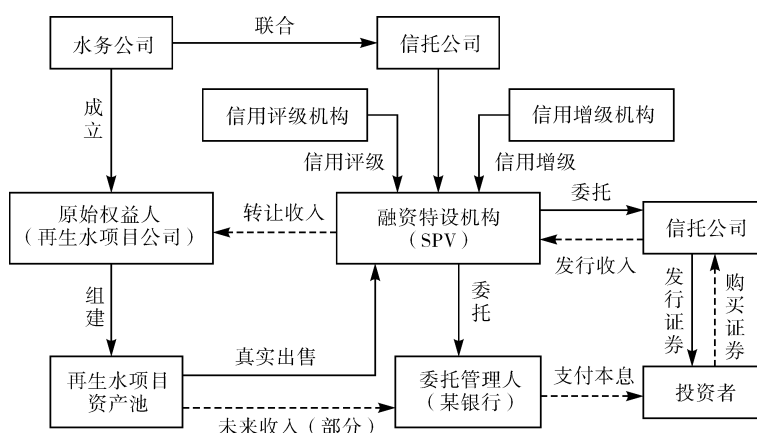 水务公司
联合
信托公司
成立
信用评级机构
信用增级机构
信用评级
信用增级
原始权益人
（再生水项目公司）
转让收入
融资特设机构
（SPV）
委托
信托公司
发行收入
组建
委托
发行证券
购买证券
真实出售
再生水项目
资产池
未来收入（部分）
委托管理人
（某银行）
支付本息
投资者